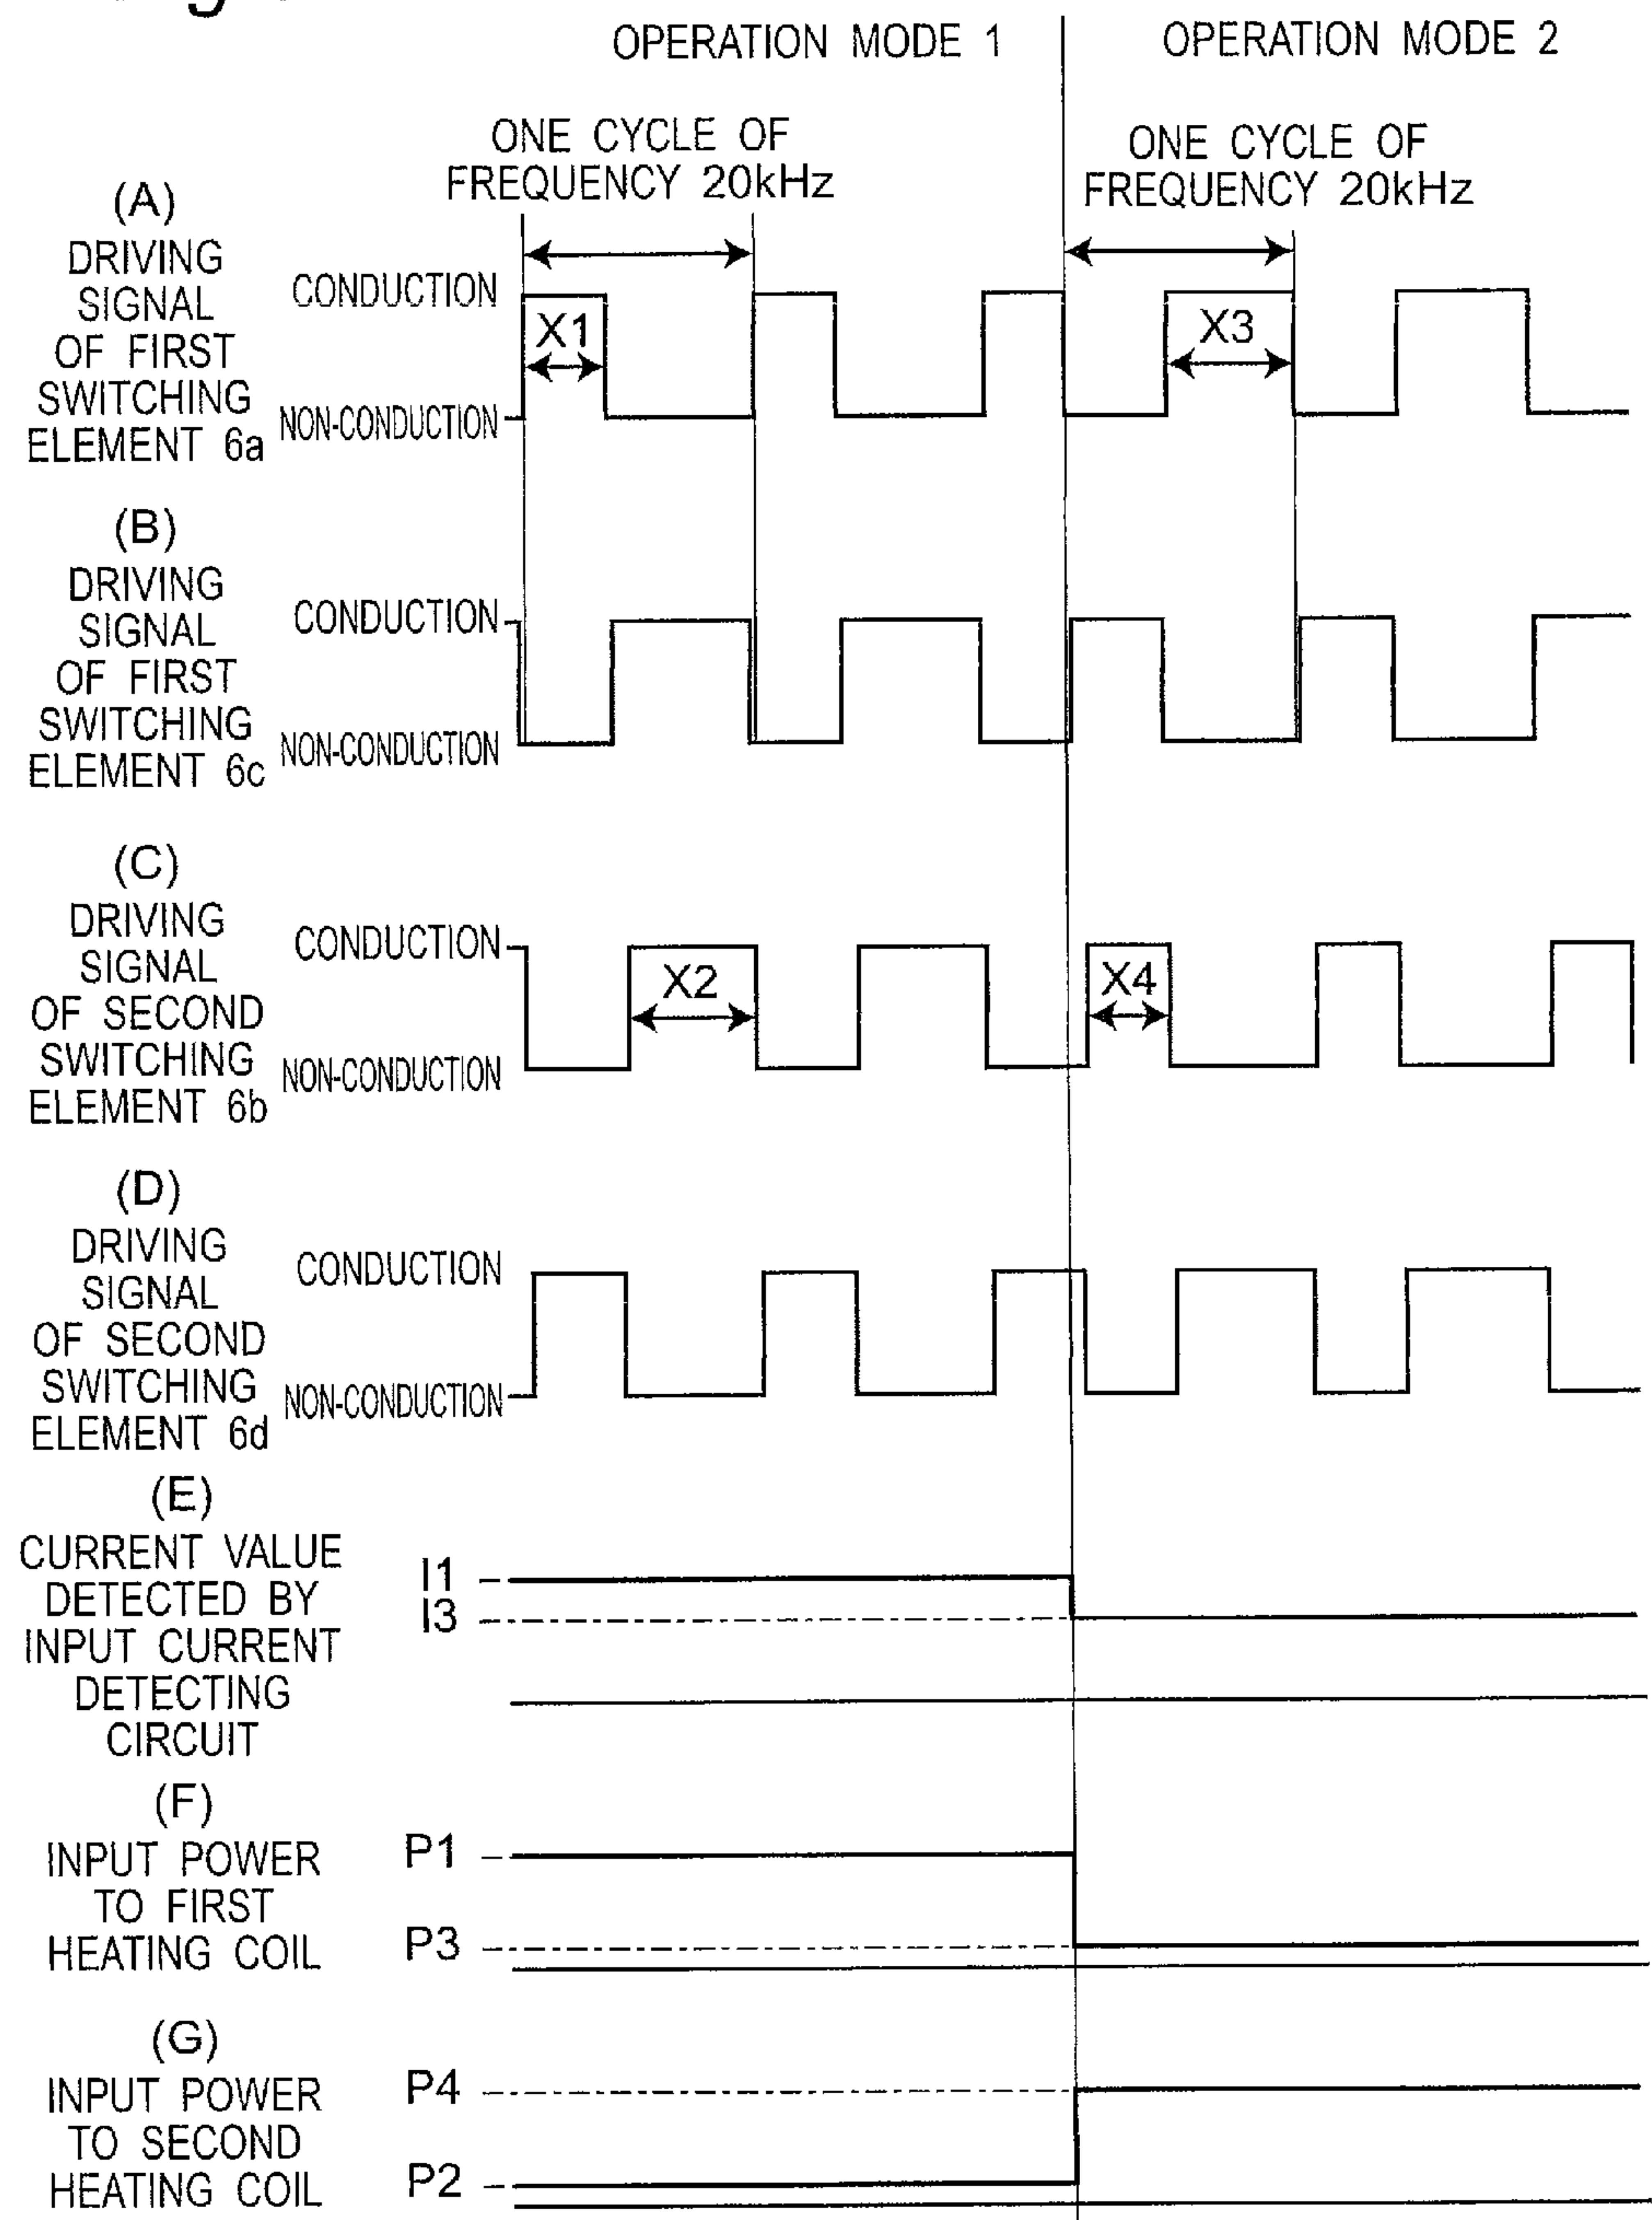 OPERATION MODE 1
OPERATION MODE 2
ONE CYCLE OF
FREQUENCY 20kHz
ONE CYCLE OF
FREQUENCY 20kHz
(A)
DRIVING
SIGNAL
OF FIRST
SWITCHING
ELEMENT 6a
CONDUCTION
NON-CONDUCTION
X1
X3
(B)
DRIVING
SIGNAL
OF FIRST
SWITCHING
ELEMENT 6c
CONDUCTION
NON-CONDUCTION
(C)
DRIVING
SIGNAL
OF SECOND
SWITCHING
ELEMENT 6b
CONDUCTION
NON-CONDUCTION
X2
X4
(D)
DRIVING
SIGNAL
OF SECOND
SWITCHING
ELEMENT 6d
CONDUCTION
NON-CONDUCTION
(E)
CURRENT VALUE
DETECTED BY
INPUT CURRENT
DETECTING
CIRCUIT
I1
I3
(F)
INPUT POWER
TO FIRST
HEATING COIL
P1
P3
(G)
INPUT POWER
TO SECOND
HEATING COIL
P4
P2